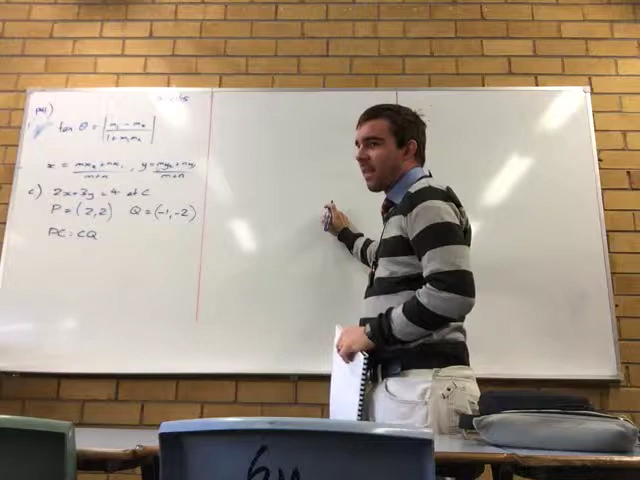 tan θ = | m₁ - m₂ / 1 + m₁m₂ |
x = mx₂ + nx₁ / m + n , y = my₂ + ny₁ / m + n
c) 2x + 3y = 4 at C
P = (2, 2) Q = (-1, -2)
PC : CQ